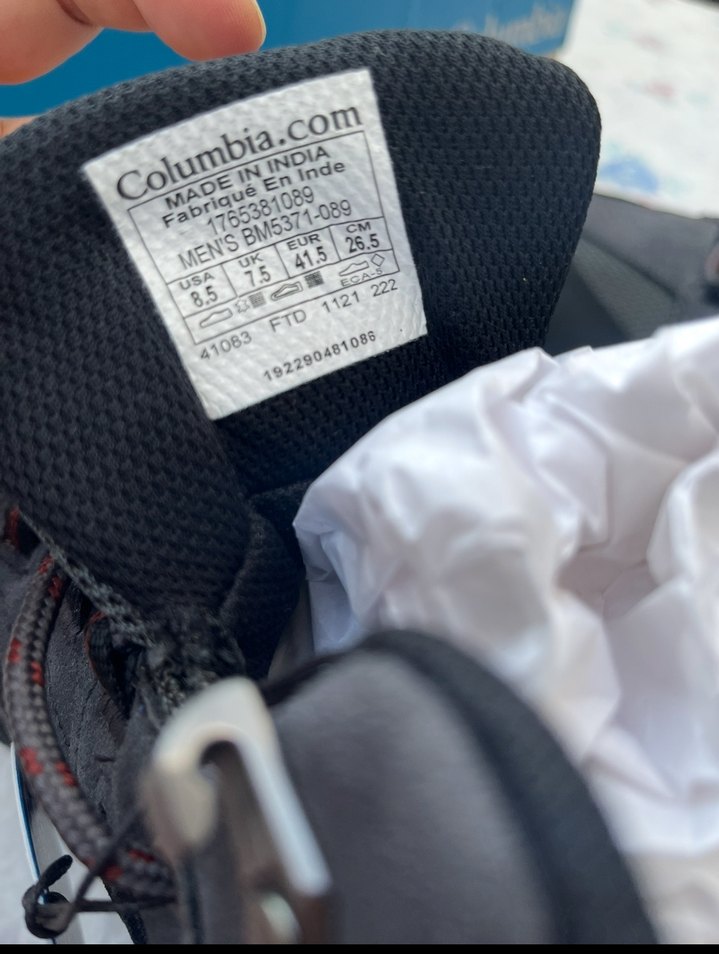 Columbia
Columbia.com
MADE IN INDIA
Fabriqué En Inde
1765381089
MEN'S BM5371-089
USA UK EUR CM
8.5 7.5 41.5 26.5
ECA-S
41083 FTD 1121 222
192290481086